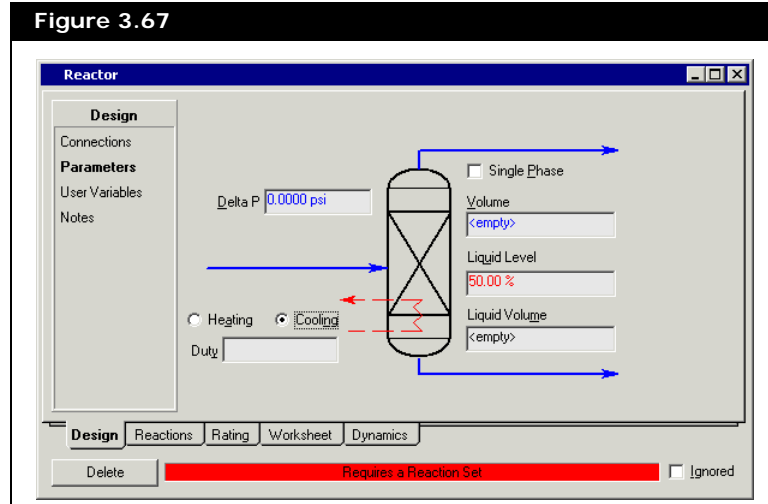 Figure 3.67
Reactor
Design
Connections
Parameters
User Variables
Notes
Delta P 0.0000 psi
Single Phase
Volume
<empty>
Liquid Level
50.00 %
Liquid Volume
<empty>
Heating Cooling
Duty
Design Reactions Rating Worksheet Dynamics
Delete Requires a Reaction Set Ignored